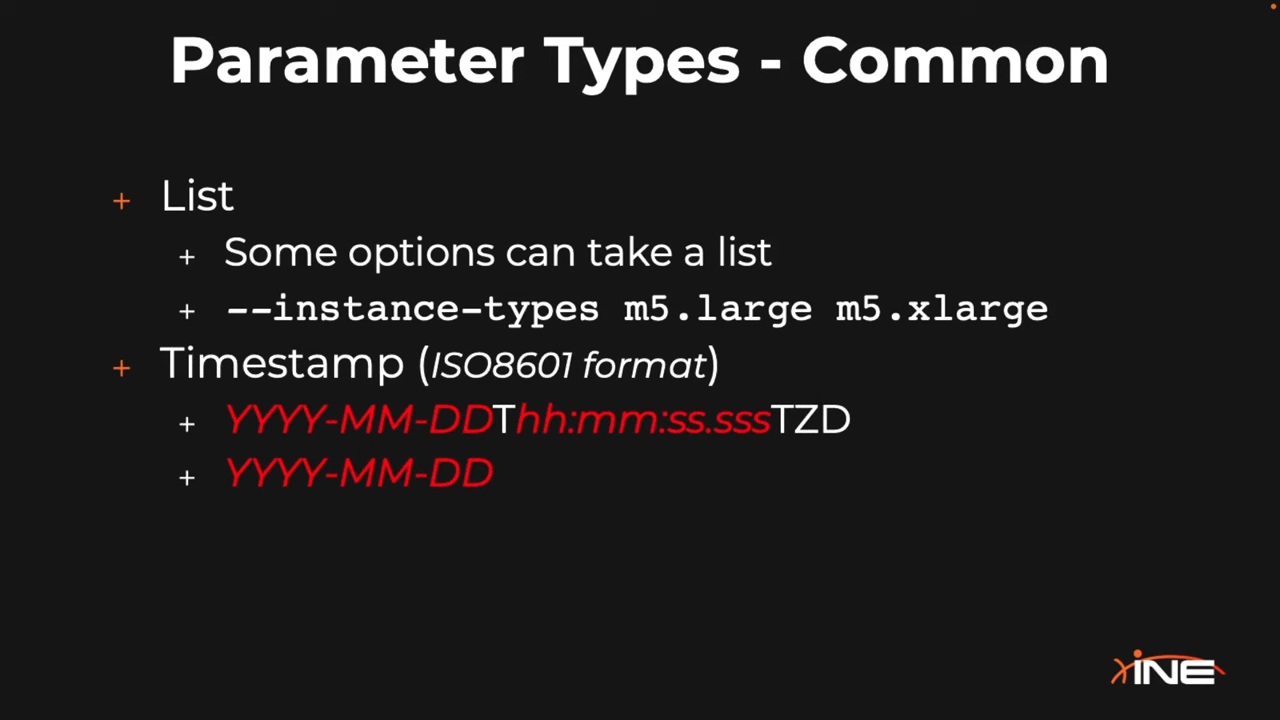 Parameter Types - Common
+ List
+ Some options can take a list
+ --instance-types m5.large m5.xlarge
+ Timestamp (ISO8601 format)
+ YYYY-MM-DDThh:mm:ss.sssTZD
+ YYYY-MM-DD
INE